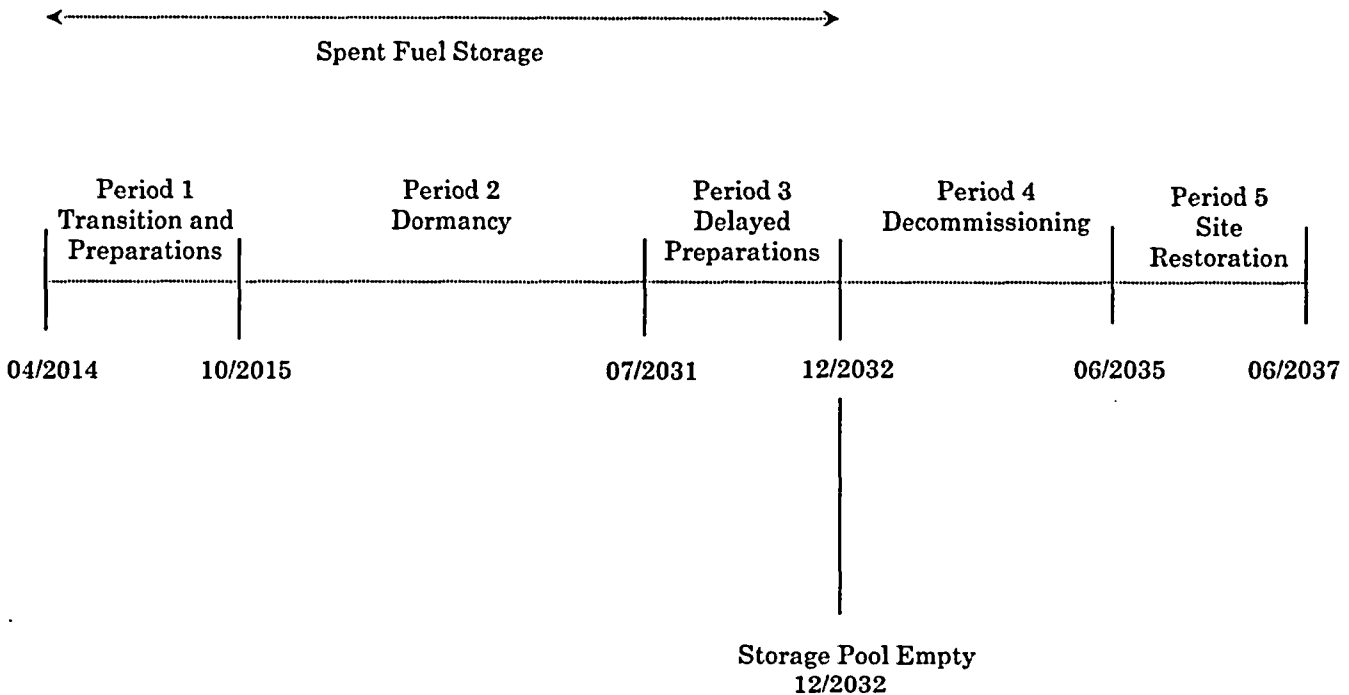 Spent Fuel Storage
Period 1
Transition and
Preparations
Period 2
Dormancy
Period 3
Delayed
Preparations
Period 4
Decommissioning
Period 5
Site
Restoration
04/2014
10/2015
07/2031
12/2032
06/2035
06/2037
Storage Pool Empty
12/2032